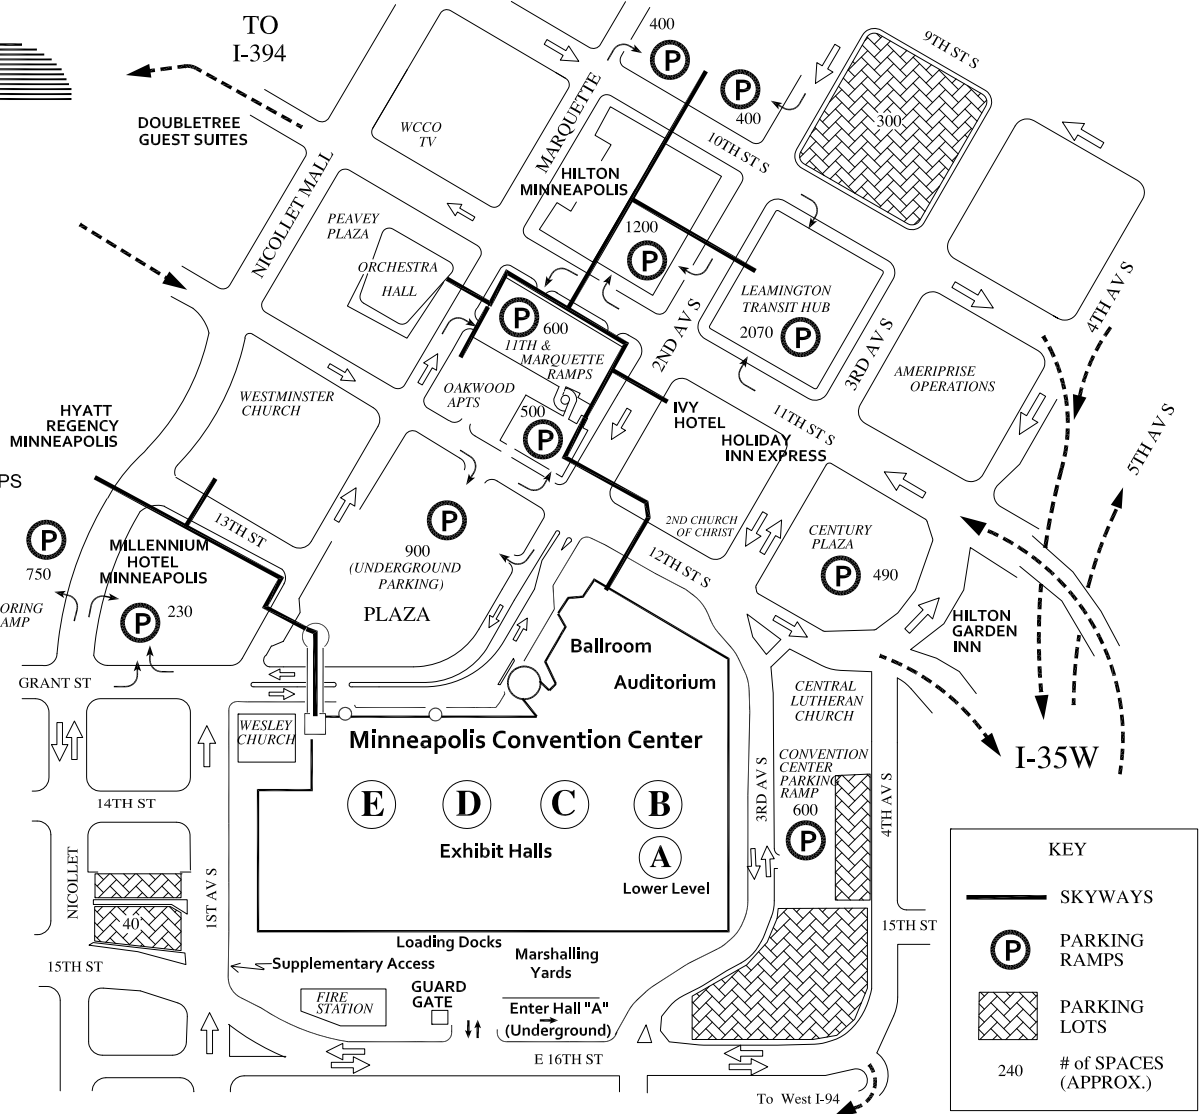 TO
I-394
400
9TH ST S
DOUBLETREE
GUEST SUITES
WCCO
TV
MARQUETTE
P
P
400
300
10TH ST S
NICOLLET MALL
HILTON
MINNEAPOLIS
PEAVEY
PLAZA
ORCHESTRA
HALL
1200
P
LEAMINGTON
TRANSIT HUB
2070
P
4TH AV S
2ND AV S
3RD AV S
P
600
11TH &
MARQUETTE
RAMPS
OAKWOOD
APTS
500
P
AMERIPRISE
OPERATIONS
WESTMINSTER
CHURCH
HYATT
REGENCY
MINNEAPOLIS
IVY
HOTEL
HOLIDAY
INN EXPRESS
11TH ST S
5TH AV S
PS
P
750
13TH ST
MILLENNIUM
HOTEL
MINNEAPOLIS
P
230
ORING
AMP
P
900
(UNDERGROUND
PARKING)
PLAZA
2ND CHURCH
OF CHRIST
12TH ST S
CENTURY
PLAZA
P
490
HILTON
GARDEN
INN
GRANT ST
Ballroom
Auditorium
CENTRAL
LUTHERAN
CHURCH
WESLEY
CHURCH
Minneapolis Convention Center
CONVENTION
CENTER
PARKING
RAMP
600
P
I-35W
3RD AV S
4TH AV S
14TH ST
E
D
C
B
A
Exhibit Halls
Lower Level
NICOLLET
40
1ST AV S
15TH ST
15TH ST
Loading Docks
Supplementary Access
Marshalling
Yards
FIRE
STATION
GUARD
GATE
Enter Hall "A"
(Underground)
E 16TH ST
To West I-94
KEY
SKYWAYS
P
PARKING
RAMPS
PARKING
LOTS
240
# of SPACES
(APPROX.)